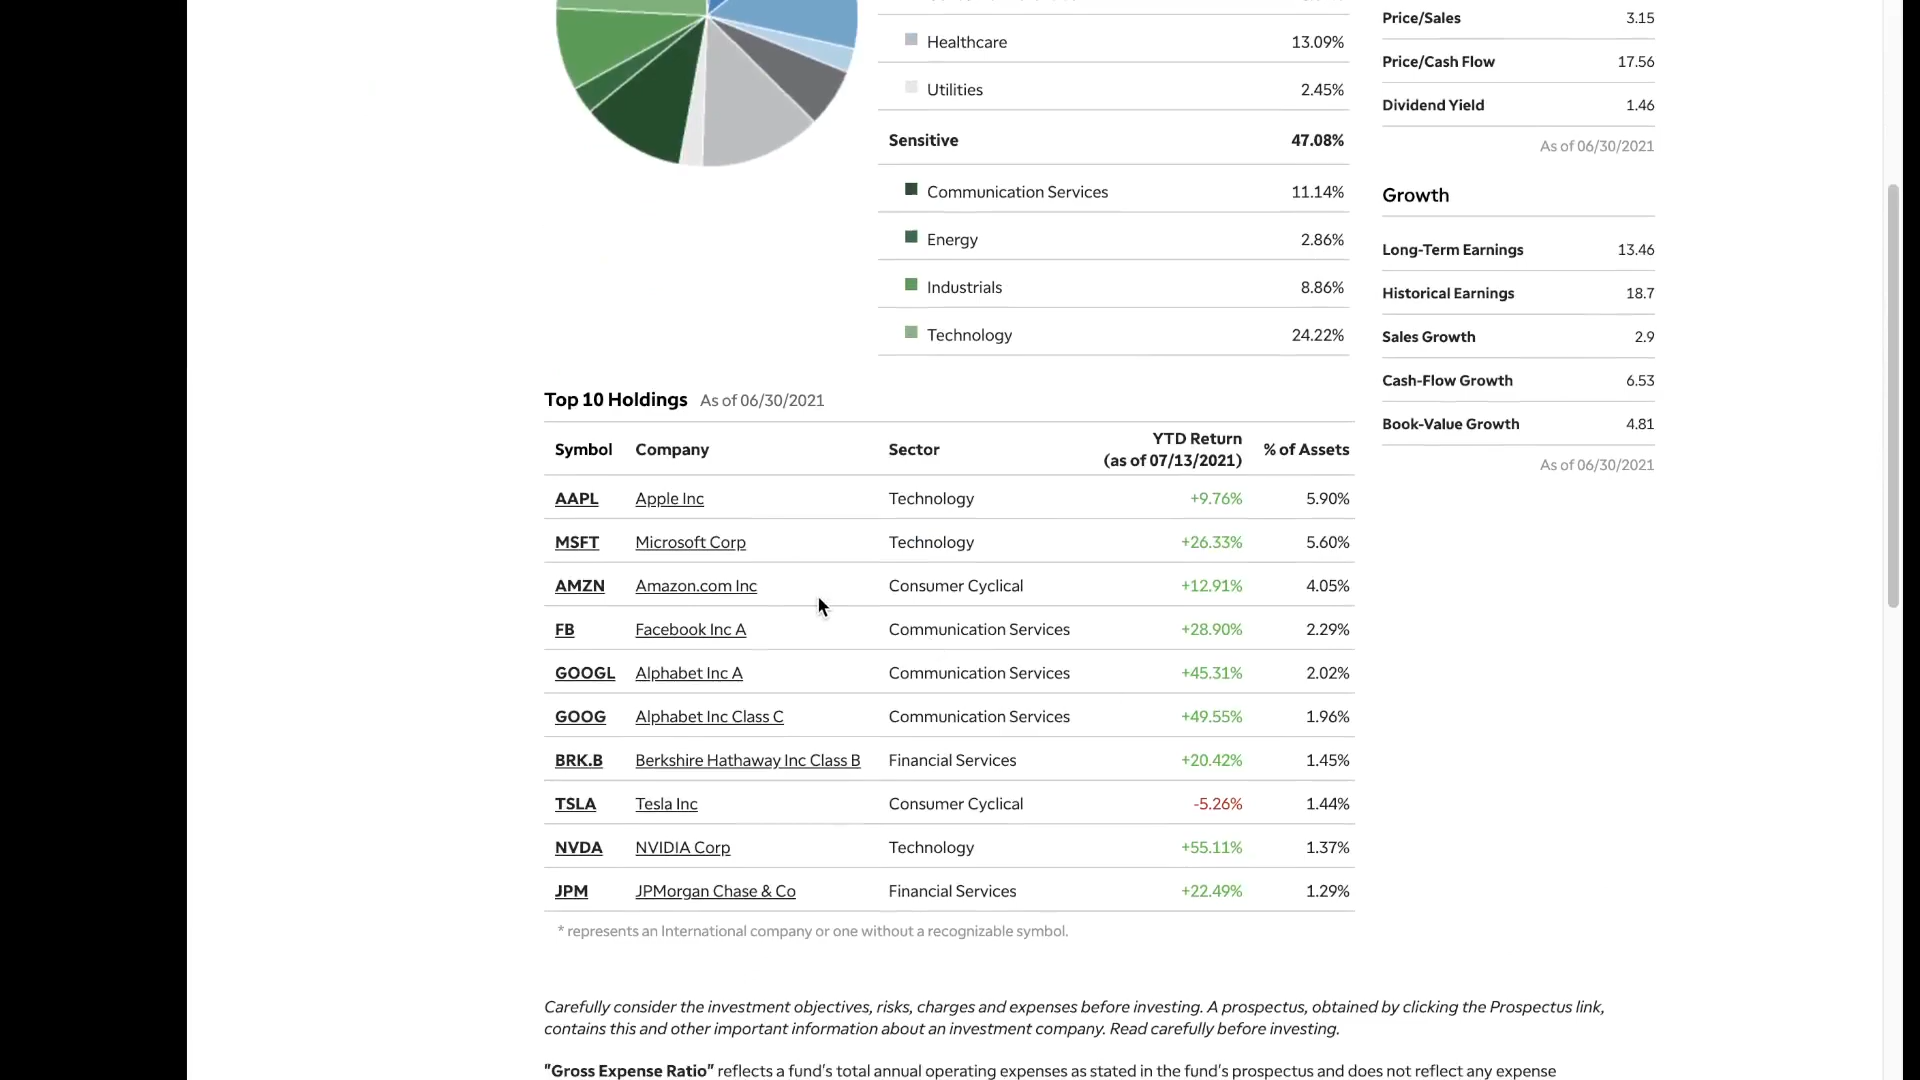 Price/Sales 3.15
Healthcare 13.09%
Price/Cash Flow 17.56
Utilities 2.45%
Dividend Yield 1.46
Sensitive 47.08%
As of 06/30/2021
Communication Services 11.14%
Growth
Energy 2.86%
Long-Term Earnings 13.46
Industrials 8.86%
Historical Earnings 18.7
Technology 24.22%
Sales Growth 2.9
Cash-Flow Growth 6.53
Book-Value Growth 4.81
As of 06/30/2021
Top 10 Holdings As of 06/30/2021
Symbol Company Sector YTD Return (as of 07/13/2021) % of Assets
AAPL Apple Inc Technology +9.76% 5.90%
MSFT Microsoft Corp Technology +26.33% 5.60%
AMZN Amazon.com Inc Consumer Cyclical +12.91% 4.05%
FB Facebook Inc A Communication Services +28.90% 2.29%
GOOGL Alphabet Inc A Communication Services +45.31% 2.02%
GOOG Alphabet Inc Class C Communication Services +49.55% 1.96%
BRK.B Berkshire Hathaway Inc Class B Financial Services +20.42% 1.45%
TSLA Tesla Inc Consumer Cyclical -5.26% 1.44%
NVDA NVIDIA Corp Technology +55.11% 1.37%
JPM JPMorgan Chase & Co Financial Services +22.49% 1.29%
* represents an International company or one without a recognizable symbol.
Carefully consider the investment objectives, risks, charges and expenses before investing. A prospectus, obtained by clicking the Prospectus link,
contains this and other important information about an investment company. Read carefully before investing.
"Gross Expense Ratio" reflects a fund's total annual operating expenses as stated in the fund's prospectus and does not reflect any expense